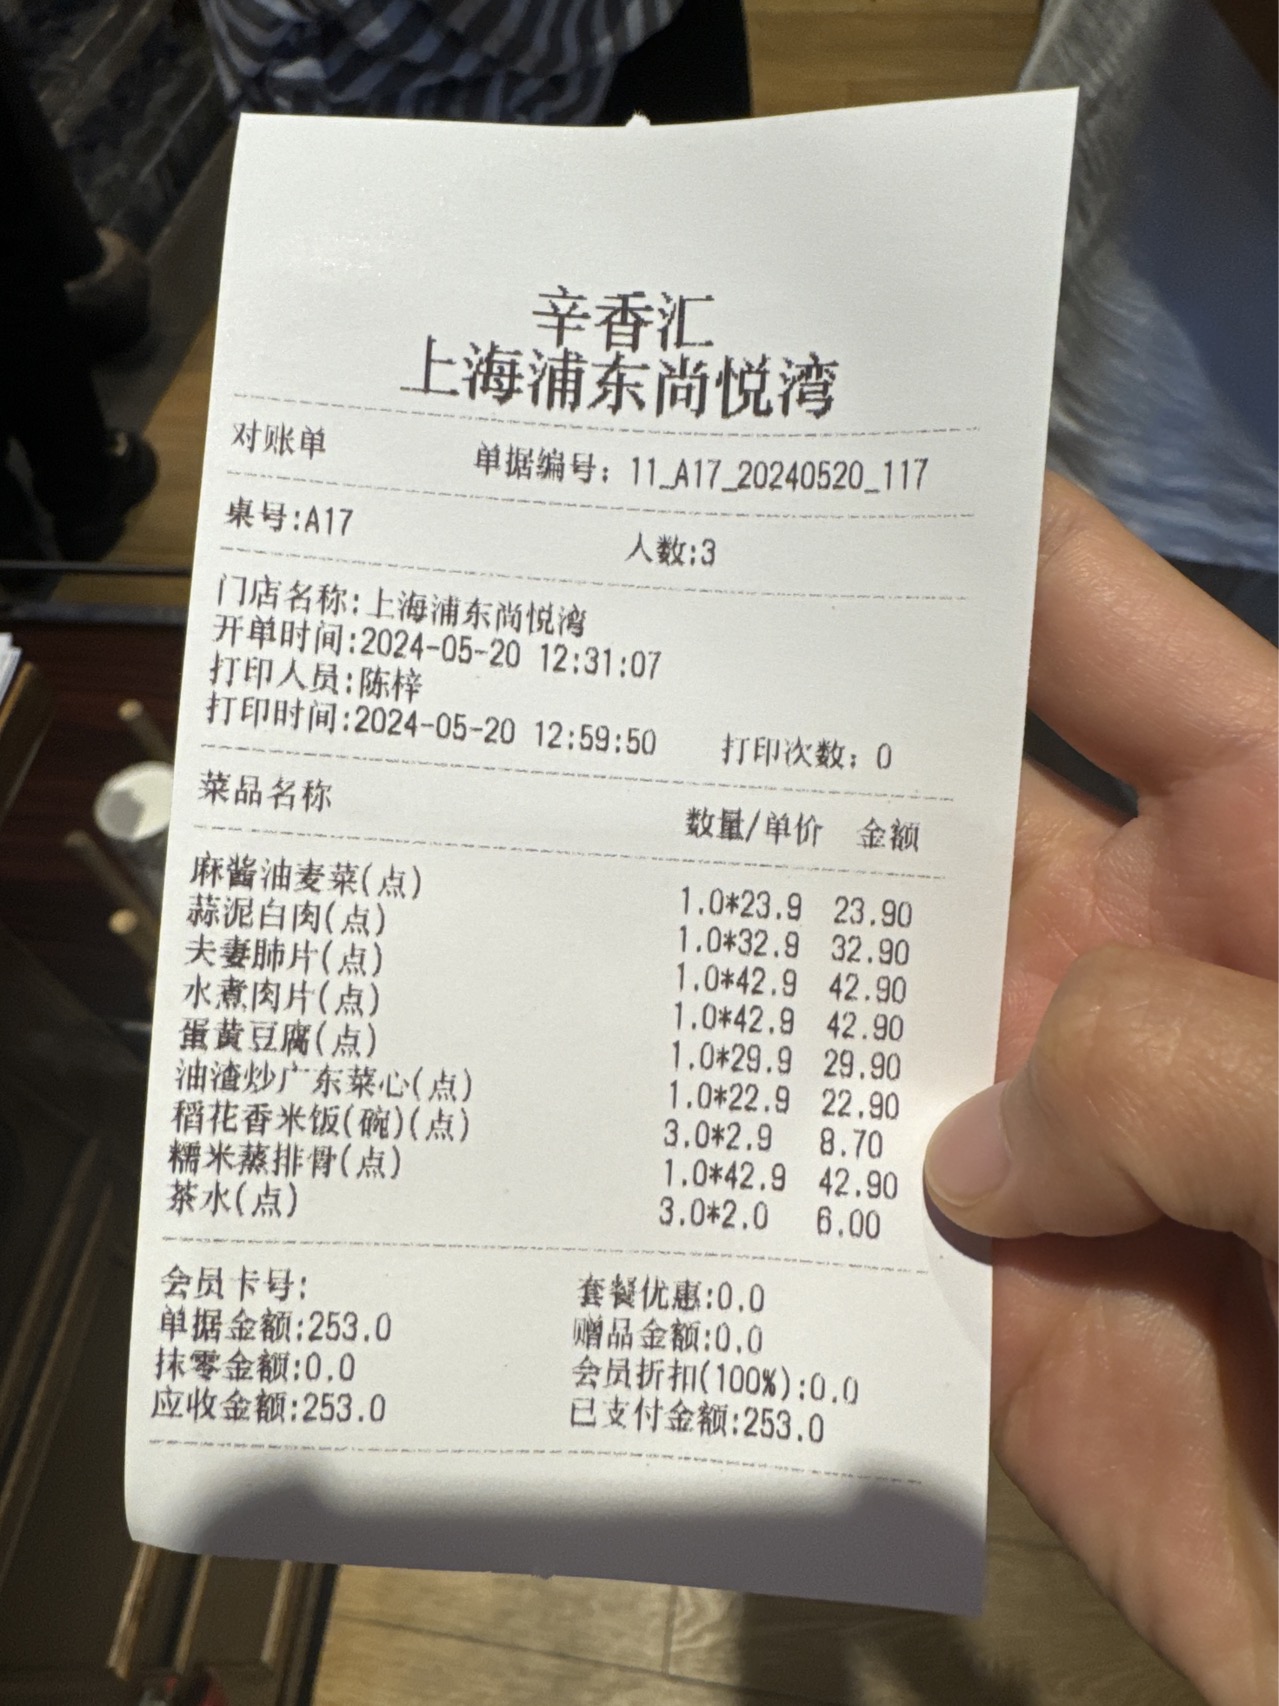 辛香汇
上海浦东尚悦湾
对账单 单据编号：11_A17_20240520_117
桌号:A17 人数:3
门店名称:上海浦东尚悦湾
开单时间:2024-05-20 12:31:07
打印人员:陈梓
打印时间:2024-05-20 12:59:50 打印次数：0
菜品名称 数量/单价 金额
麻酱油麦菜(点) 1.0*23.9 23.90
蒜泥白肉(点) 1.0*32.9 32.90
夫妻肺片(点) 1.0*42.9 42.90
水煮肉片(点) 1.0*42.9 42.90
蛋黄豆腐(点) 1.0*29.9 29.90
油渣炒广东菜心(点) 1.0*22.9 22.90
稻花香米饭(碗)(点) 3.0*2.9 8.70
糯米蒸排骨(点) 1.0*42.9 42.90
茶水(点) 3.0*2.0 6.00
会员卡号: 套餐优惠:0.0
单据金额:253.0 赠品金额:0.0
抹零金额:0.0 会员折扣(100%):0.0
应收金额:253.0 已支付金额:253.0